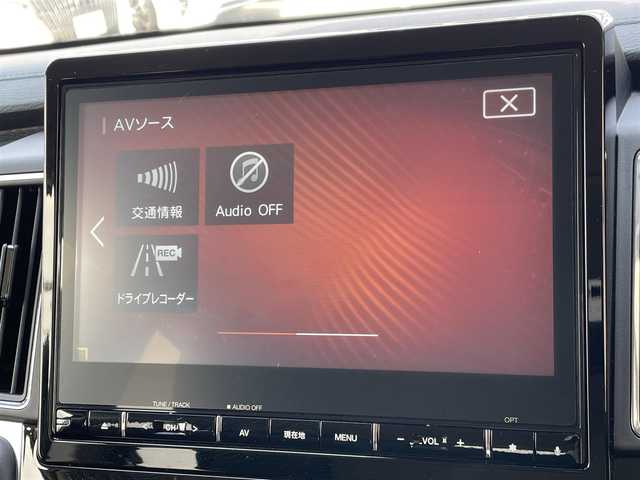 AVソース
交通情報
Audio OFF
REC
ドライブレコーダー
TUNE / TRACK
■ AUDIO OFF
OPT
AV
現在地
MENU
− VOL +